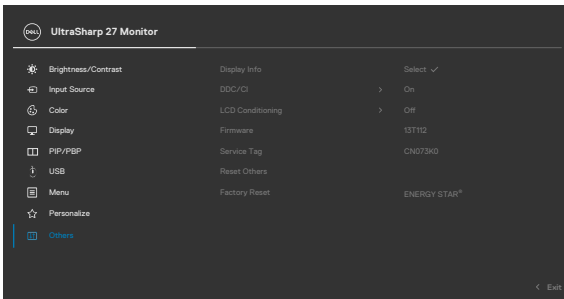 DELL UltraSharp 27 Monitor
Brightness/Contrast Display Info Select ✓
Input Source DDC/CI > On
Color LCD Conditioning > Off
Display Firmware 13T112
PIP/PBP Service Tag CN073K0
USB Reset Others
Menu Factory Reset ENERGY STAR®
Personalize
Others
< Exit